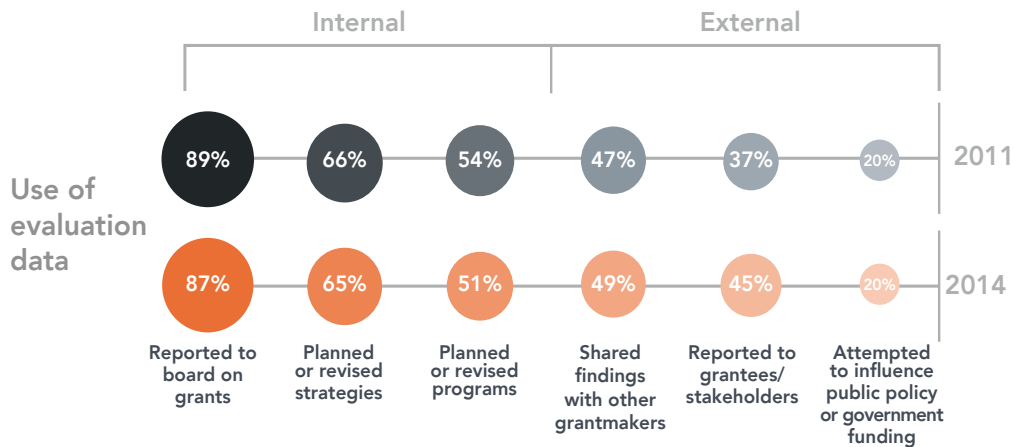 Internal
External
89%
66%
54%
47%
37%
20%
2011
Use of
evaluation
data
87%
65%
51%
49%
45%
20%
2014
Reported to
board on
grants
Planned
or revised
strategies
Planned
or revised
programs
Shared
findings
with other
grantmakers
Reported to
grantees/
stakeholders
Attempted
to influence
public policy
or government
funding